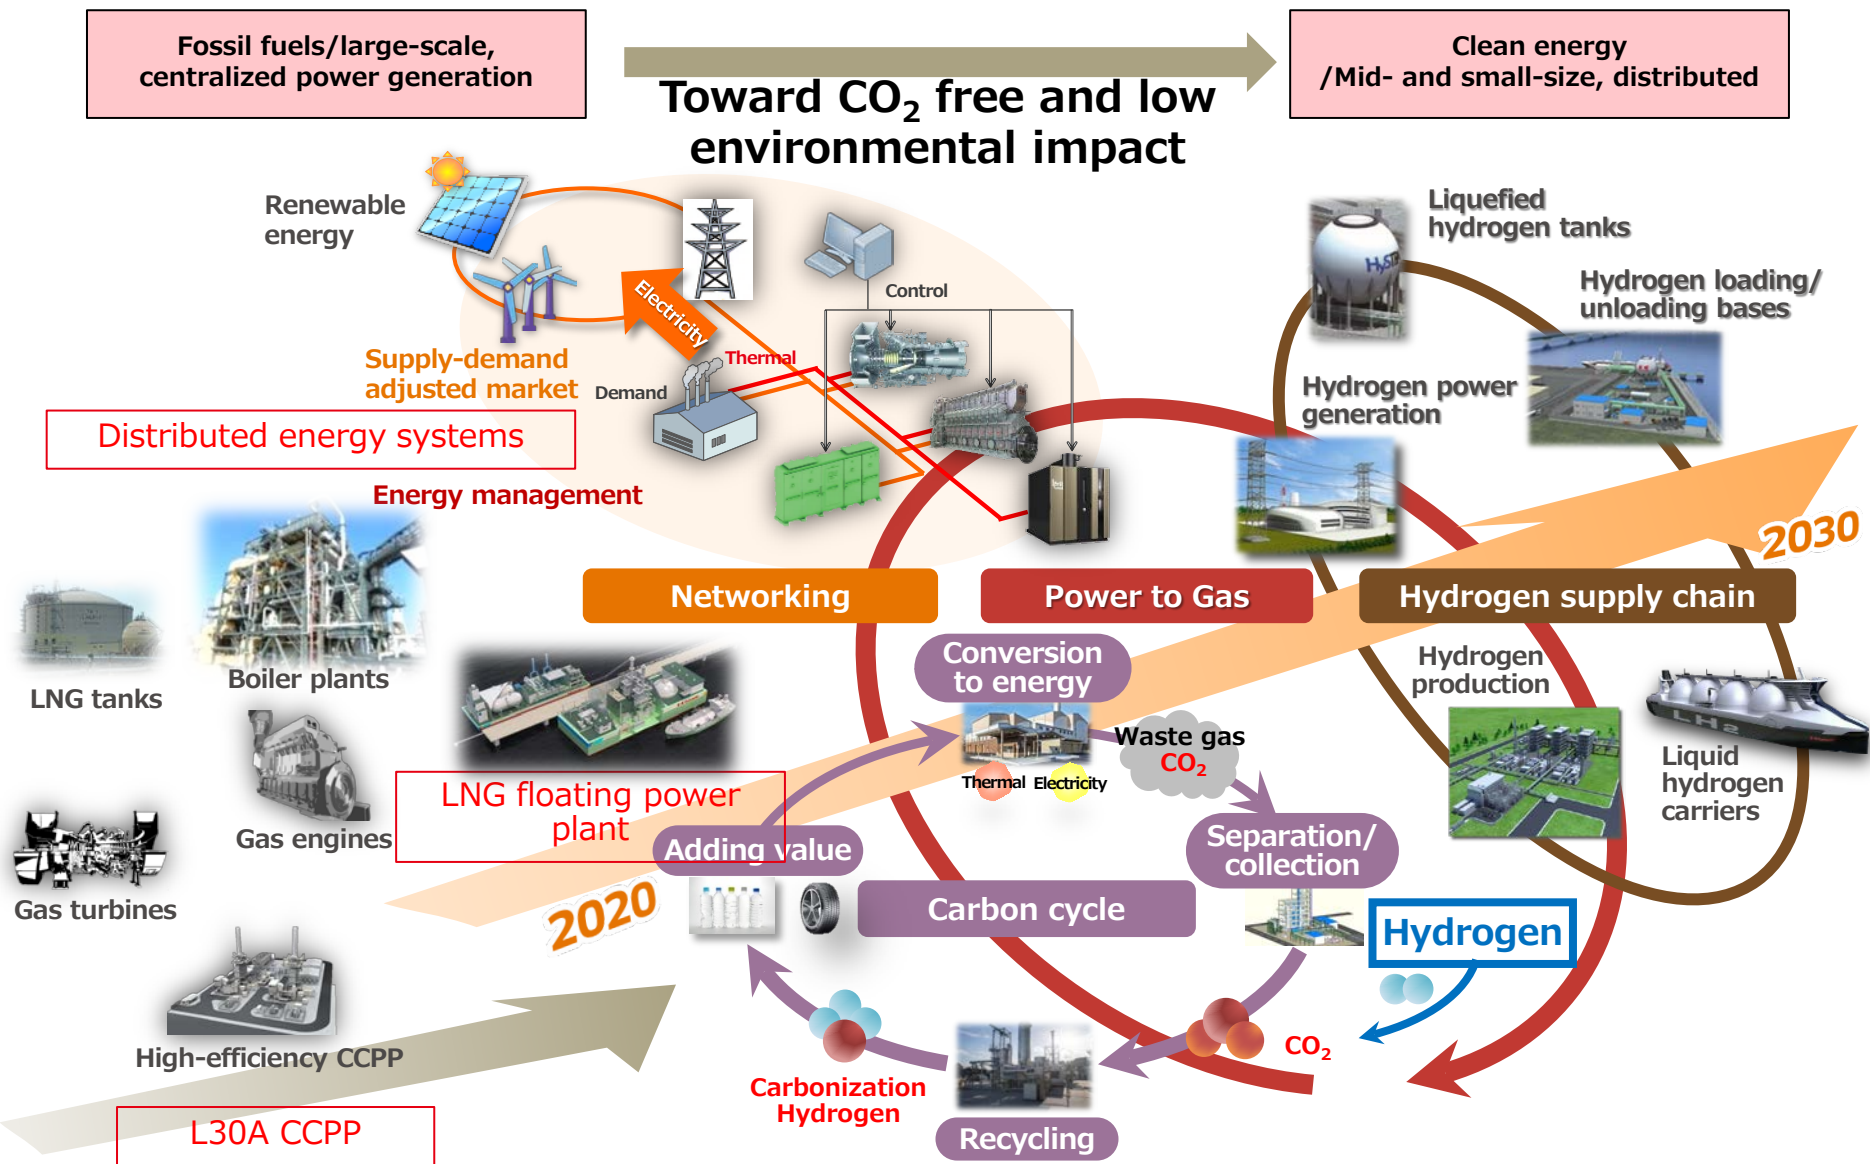 Fossil fuels/large-scale,
centralized power generation
Toward CO₂ free and low
environmental impact
Clean energy
/Mid- and small-size, distributed
Renewable
energy
Electricity
Control
Thermal
Supply-demand
adjusted market
Demand
Distributed energy systems
Energy management
Liquefied
hydrogen tanks
Hydrogen loading/
unloading bases
Hydrogen power
generation
2030
Networking
Power to Gas
Hydrogen supply chain
LNG tanks
Boiler plants
Gas engines
Gas turbines
LNG floating power
plant
High-efficiency CCPP
L30A CCPP
2020
Conversion
to energy
Thermal
Electricity
Waste gas
CO₂
Adding value
Separation/
collection
Carbon cycle
Hydrogen
CO₂
Carbonization
Hydrogen
Recycling
Hydrogen
production
LH₂
Liquid
hydrogen
carriers